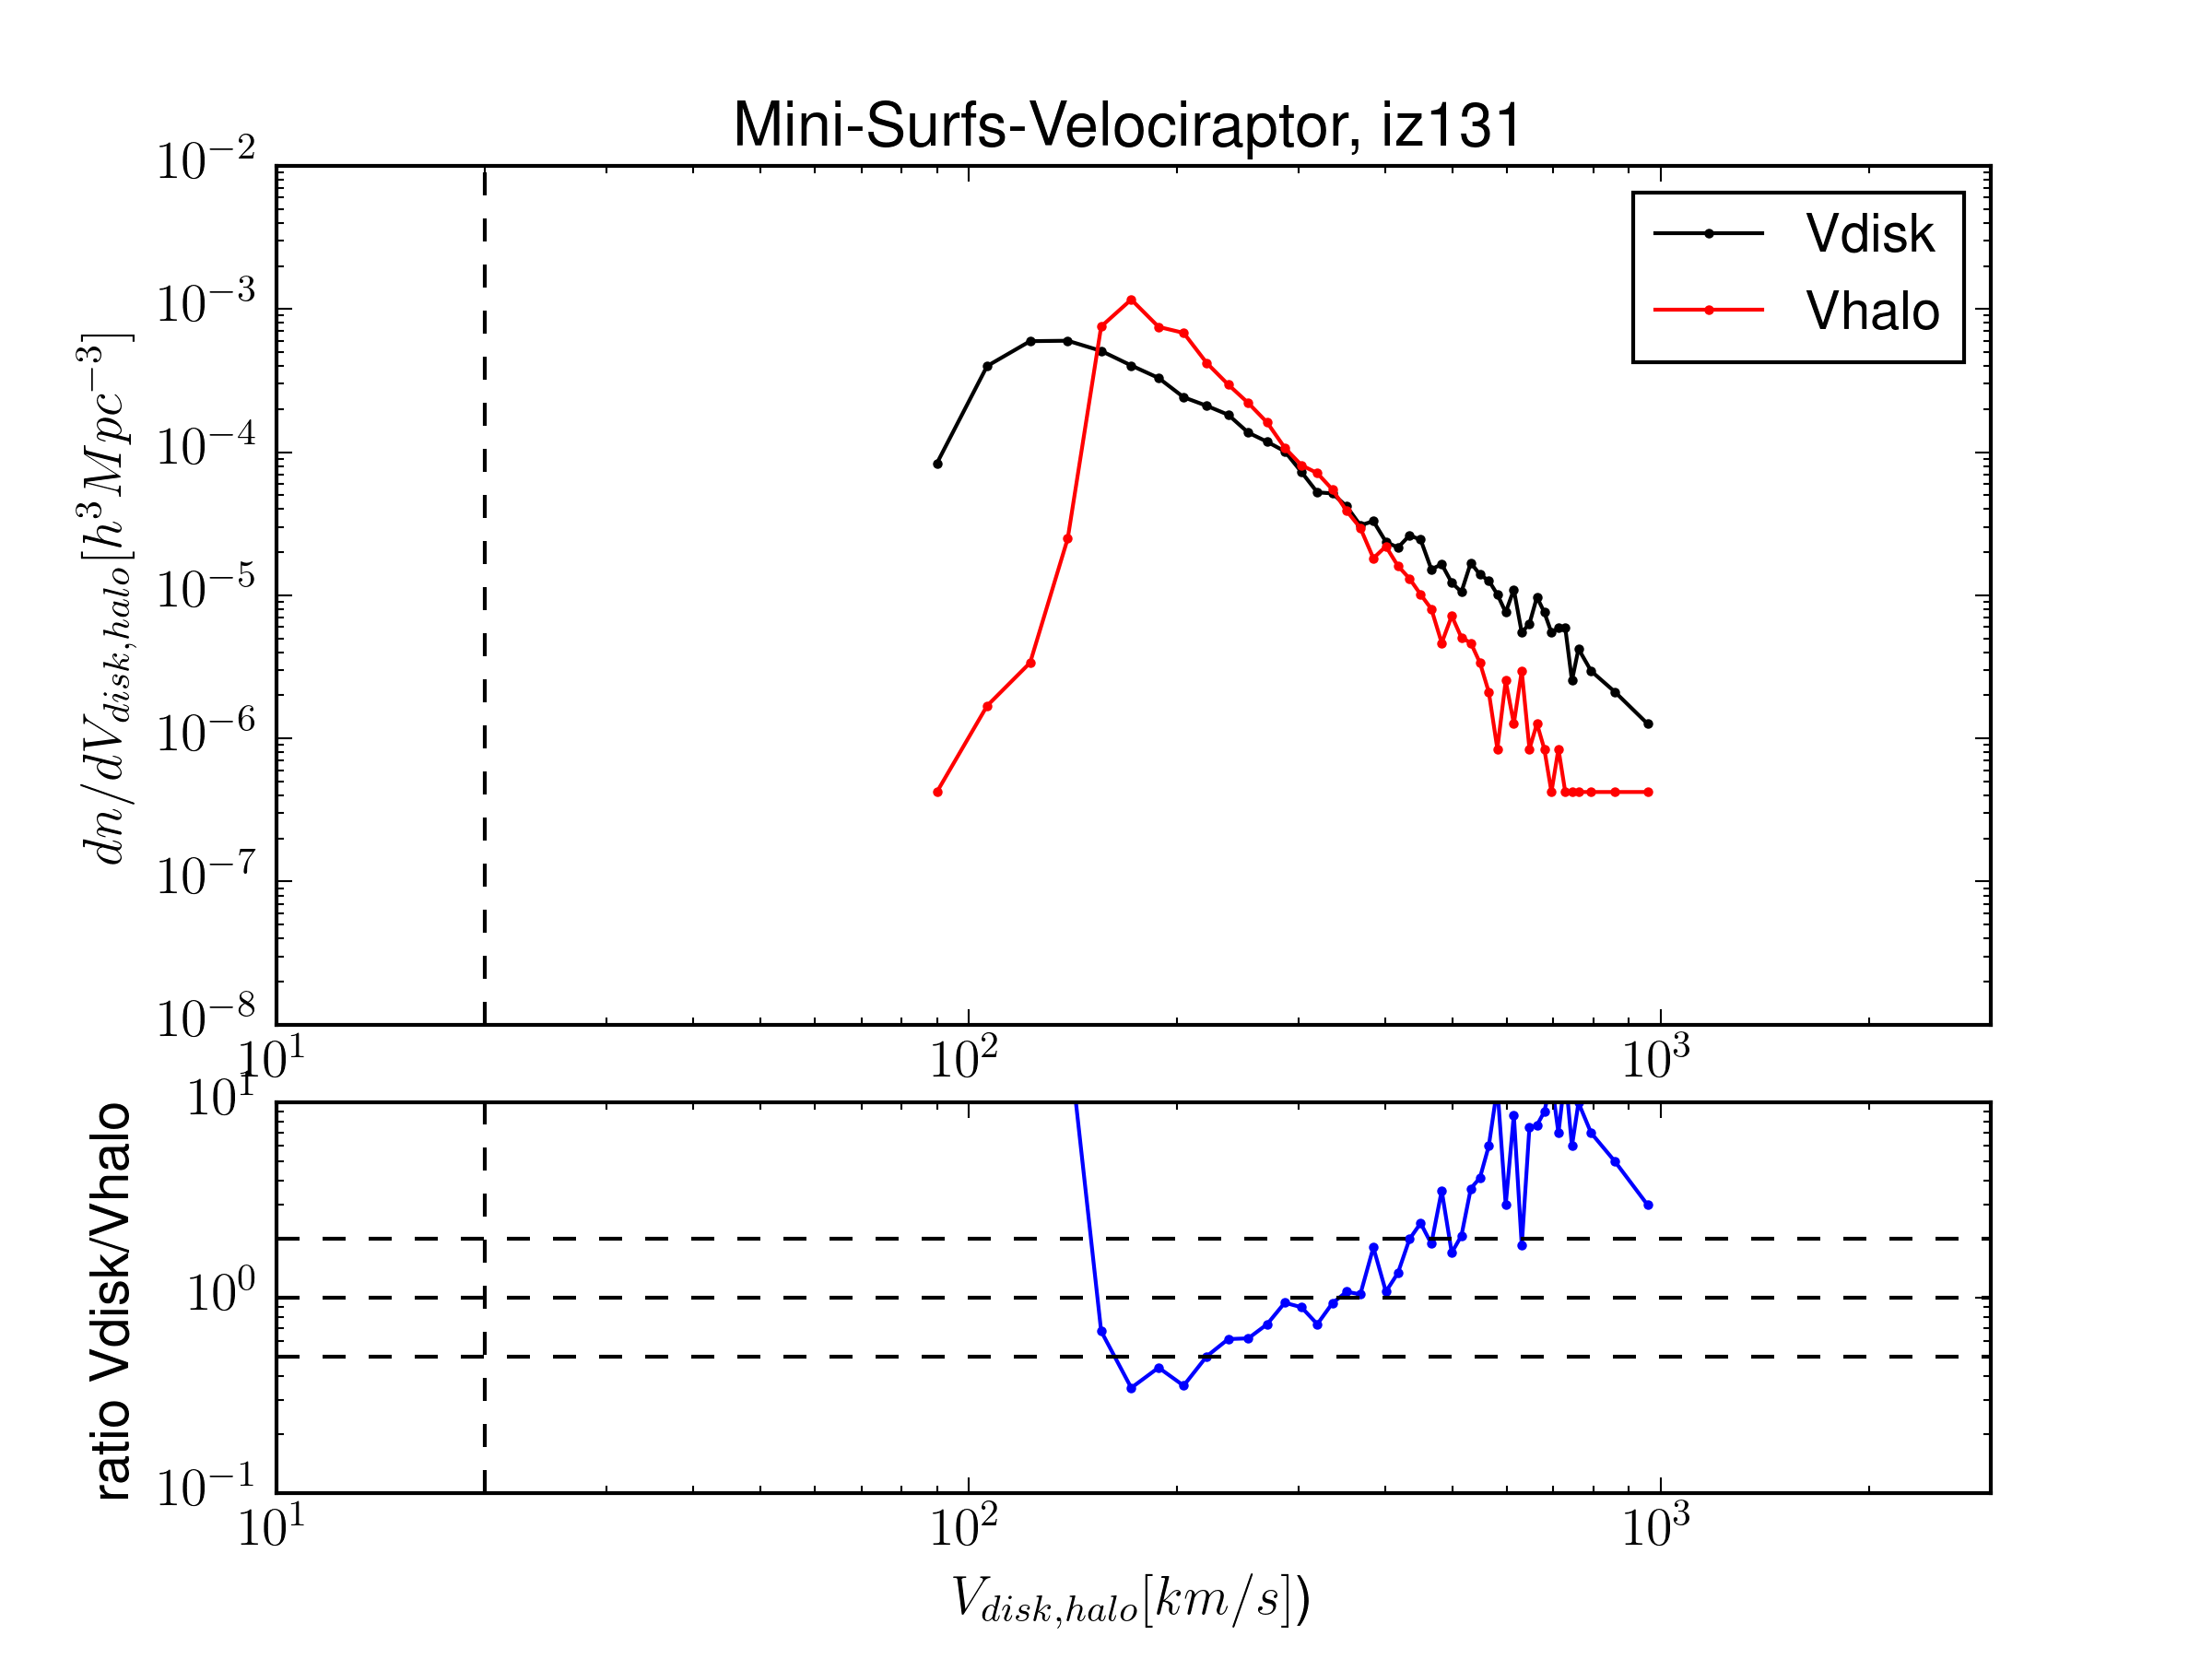 Mini-Surfs-Velociraptor, iz131
Vdisk
Vhalo
dn/dV_{disk,halo}[h^3 Mpc^{-3}]
10^{-2}
10^{-3}
10^{-4}
10^{-5}
10^{-6}
10^{-7}
10^{-8}
10^1
10^2
10^3
ratio Vdisk/Vhalo
10^1
10^0
10^{-1}
10^1
10^2
10^3
V_{disk,halo}[km/s])